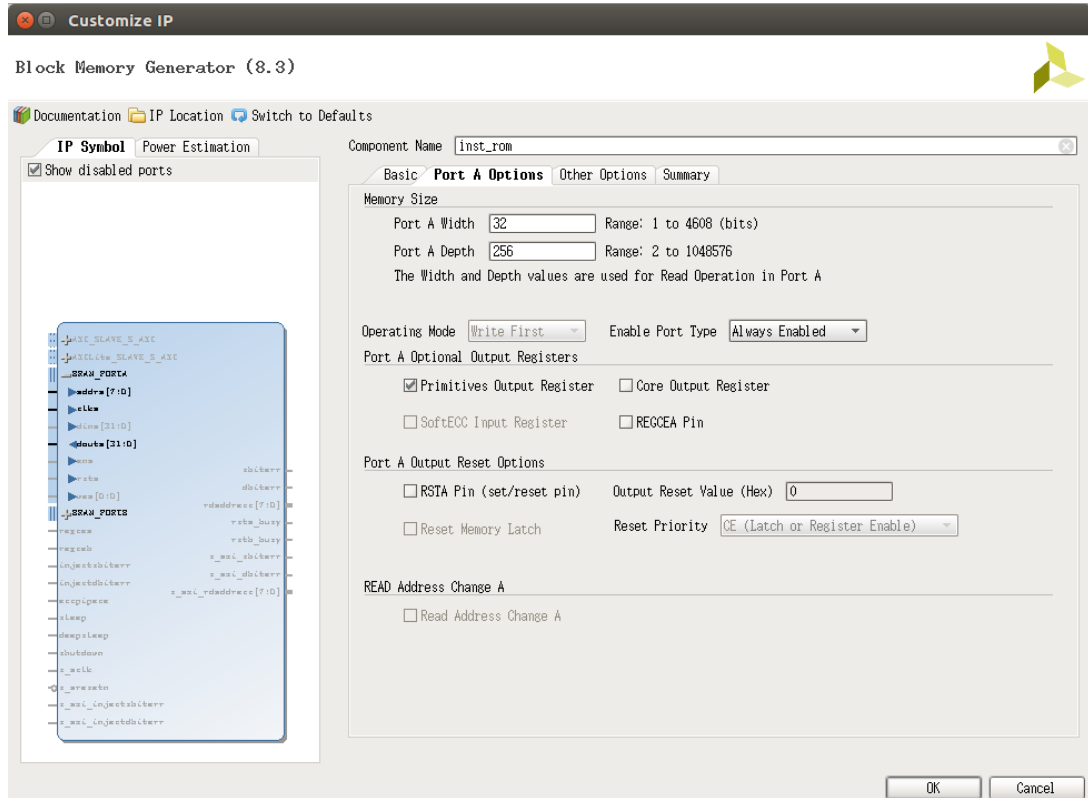 Customize IP
Block Memory Generator (8.3)
Documentation IP Location Switch to Defaults
IP Symbol Power Estimation
Show disabled ports
Component Name inst_rom
Basic Port A Options Other Options Summary
Memory Size
Port A Width 32 Range: 1 to 4608 (bits)
Port A Depth 256 Range: 2 to 1048576
The Width and Depth values are used for Read Operation in Port A
Operating Mode Write First Enable Port Type Always Enabled
Port A Optional Output Registers
Primitives Output Register Core Output Register
SoftECC Input Register REGCEA Pin
Port A Output Reset Options
RSTA Pin (set/reset pin) Output Reset Value (Hex) 0
Reset Memory Latch Reset Priority CE (Latch or Register Enable)
READ Address Change A
Read Address Change A
BRAM_PORTA
addra[7:0]
clka
dina[31:0]
douta[31:0]
ena
rsta
wea[0:0]
BRAM_PORTB
regcea
regceb
injectsbiterr
injectdbiterr
eccpipece
sleep
deepsleep
shutdown
s_aclk
s_aresetn
s_axi_injectsbiterr
s_axi_injectdbiterr
sbiterr
dbiterr
rdaddrecc[7:0]
rsta_busy
rstb_busy
s_axi_sbiterr
s_axi_dbiterr
s_axi_rdaddrecc[7:0]
OK Cancel